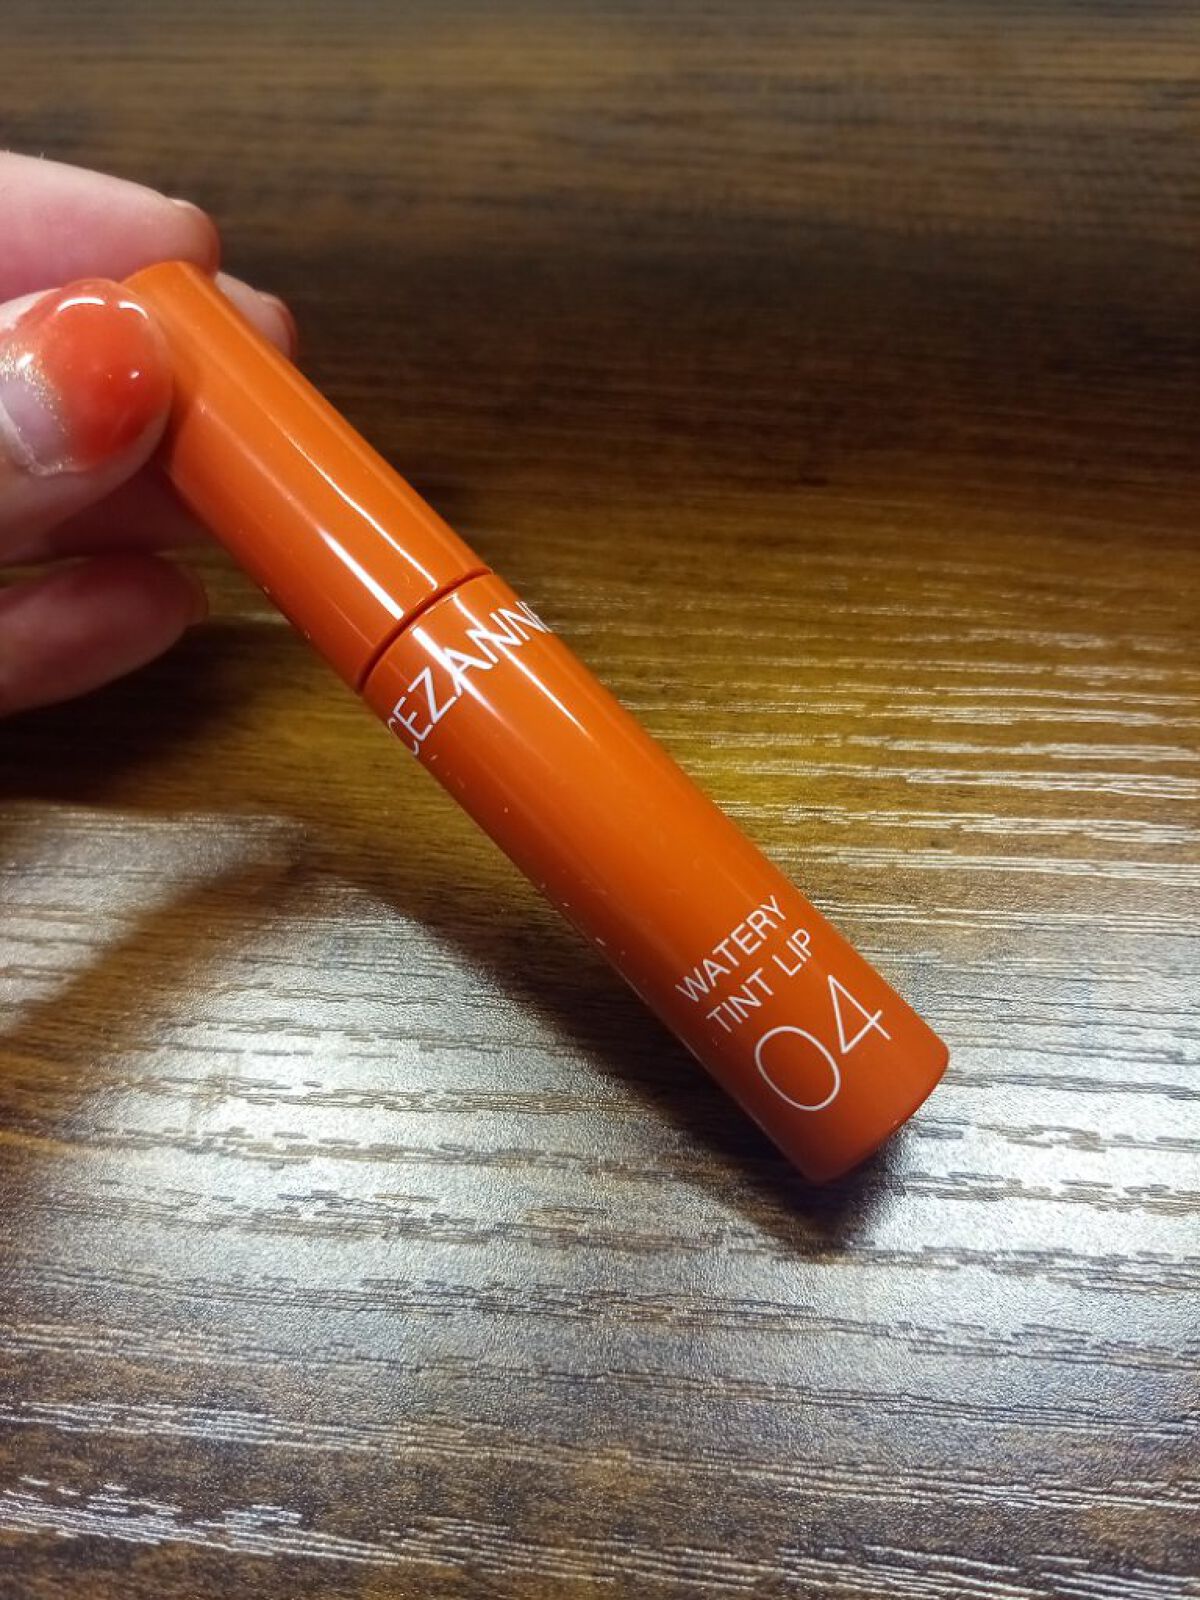 CEZANNE
WATERY
TINT LIP
04